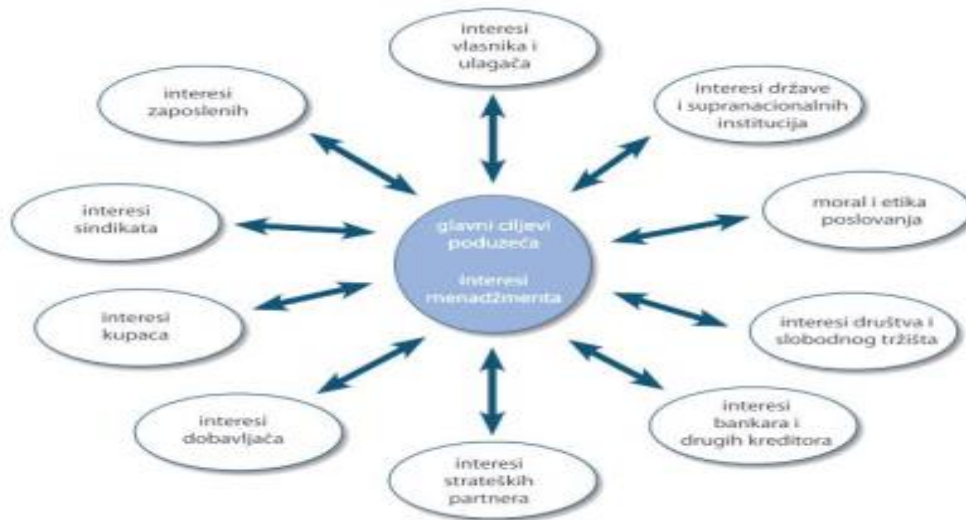 interesi
vlasnika i
ulagača
interesi države
i supranacionalnih
institucija
moral i etika
poslovanja
interesi društva i
slobodnog tržišta
interesi
bankara i
drugih kreditora
interesi
strateških
partnera
interesi
dobavljača
interesi
kupaca
interesi
sindikata
interesi
zaposlenih
glavni ciljevi
poduzeća
interesi
menadžmenta